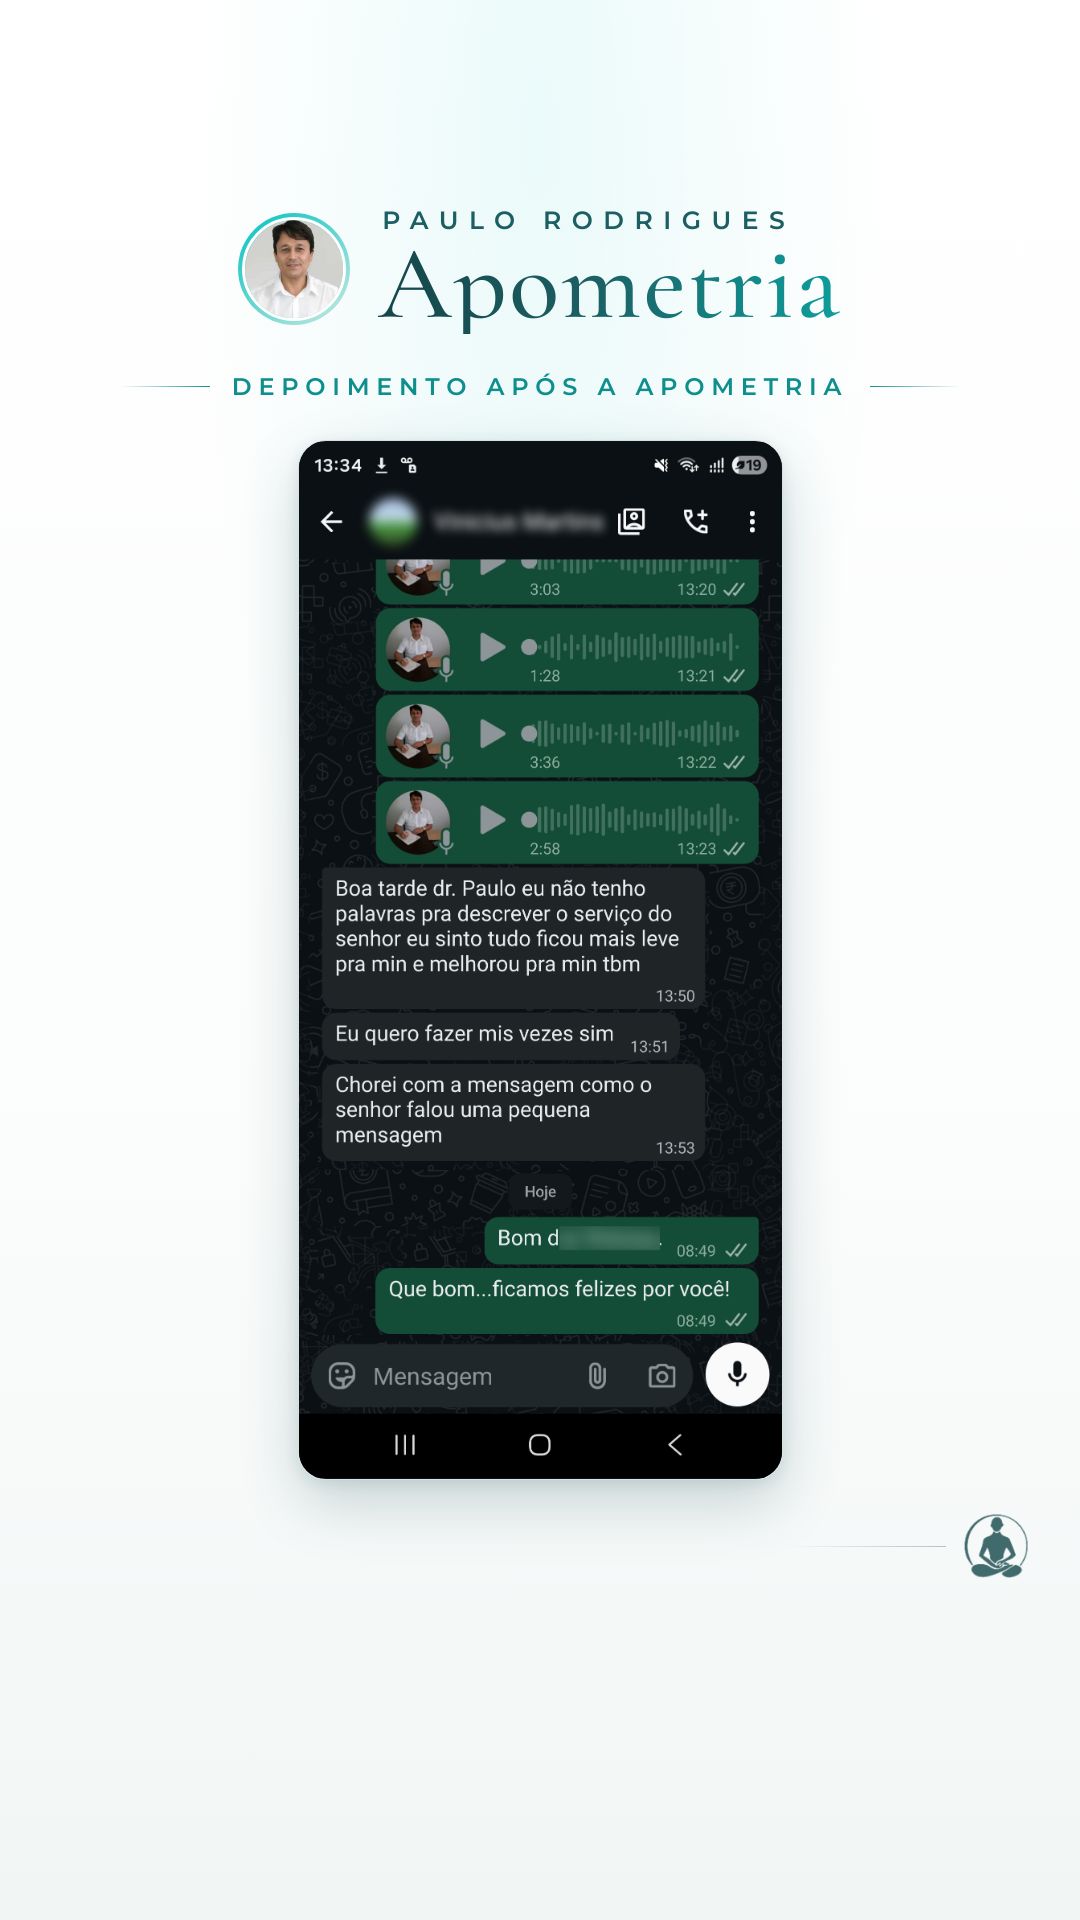 PAULO RODRIGUES
Apometria
DEPOIMENTO APÓS A APOMETRIA
13:34
19
3:03
13:20
1:28
13:21
3:36
13:22
2:58
13:23
Boa tarde dr. Paulo eu não tenho
palavras pra descrever o serviço do
senhor eu sinto tudo ficou mais leve
pra min e melhorou pra min tbm
13:50
Eu quero fazer mis vezes sim
13:51
Chorei com a mensagem como o
senhor falou uma pequena
mensagem
13:53
Hoje
Bom d
08:49
Que bom...ficamos felizes por você!
08:49
Mensagem